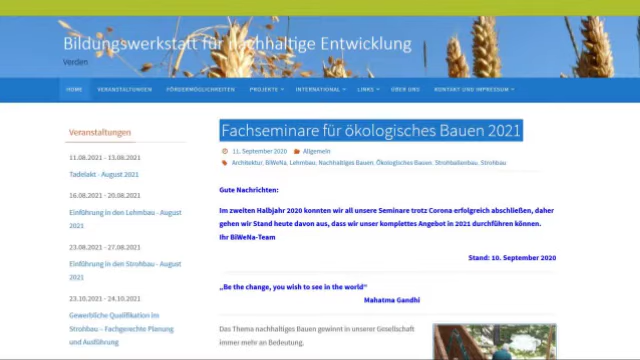 Bildungswerkstatt für nachhaltige Entwicklung
Verden
HOME VERANSTALTUNGEN FÖRDERMÖGLICHKEITEN PROJEKTE INTERNATIONAL LINKS ÜBER UNS KONTAKT UND IMPRESSUM
Veranstaltungen
11.08.2021 - 13.08.2021
Tadelakt - August 2021
16.08.2021 - 20.08.2021
Einführung in den Lehmbau - August
2021
23.08.2021 - 27.08.2021
Einführung in den Strohbau - August
2021
23.10.2021 - 24.10.2021
Gewerbliche Qualifikation im
Strohbau – Fachgerechte Planung
und Ausführung
Fachseminare für ökologisches Bauen 2021
11. September 2020 Allgemein
Architektur, BiWeNa, Lehmbau, Nachhaltiges Bauen, Ökologisches Bauen, Strohballenbau, Strohbau
Gute Nachrichten:
Im zweiten Halbjahr 2020 konnten wir all unsere Seminare trotz Corona erfolgreich abschließen, daher
gehen wir Stand heute davon aus, dass wir unser komplettes Angebot in 2021 durchführen können.
Ihr BiWeNa-Team
Stand: 10. September 2020
„Be the change, you wish to see in the world“
Mahatma Gandhi
Das Thema nachhaltiges Bauen gewinnt in unserer Gesellschaft
immer mehr an Bedeutung.